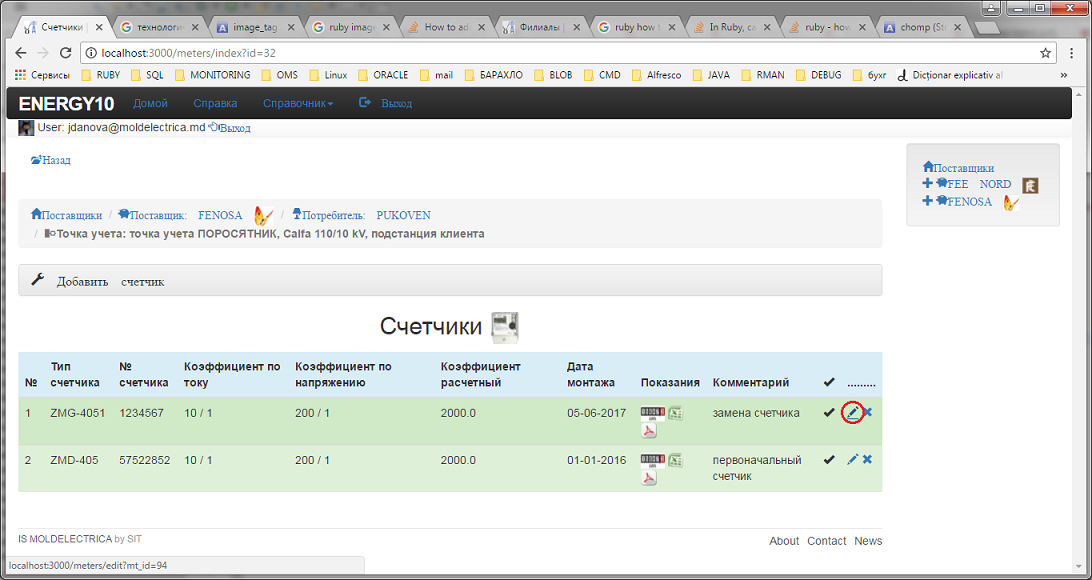 Счетчики |
технологии
image_tag
ruby image
How to ad
Филиалы |
ruby how t
In Ruby, ca
ruby - how
chomp (St
localhost:3000/meters/index?id=32
Сервисы RUBY SQL MONITORING OMS Linux ORACLE mail БАРАХЛО BLOB CMD Alfresco JAVA RMAN DEBUG бухг Dicționar explicativ al »
ENERGY10 Домой Справка Справочник Выход
User: jdanova@moldelectrica.md Выход
Назад
Поставщики
FEE NORD
FENOSA
Поставщики / Поставщик: FENOSA / Потребитель: PUKOVEN
/ Точка учета: точка учета ПОРОСЯТНИК, Calfa 110/10 kV, подстанция клиента
Добавить счетчик
Счетчики
№ Тип счетчика № счетчика Коэффициент по току Коэффициент по напряжению Коэффициент расчетный Дата монтажа Показания Комментарий ✔ .........
1 ZMG-4051 1234567 10 / 1 200 / 1 2000.0 05-06-2017 замена счетчика
2 ZMD-405 57522852 10 / 1 200 / 1 2000.0 01-01-2016 первоначальный счетчик
IS MOLDELECTRICA by SIT
About Contact News
localhost:3000/meters/edit?mt_id=94